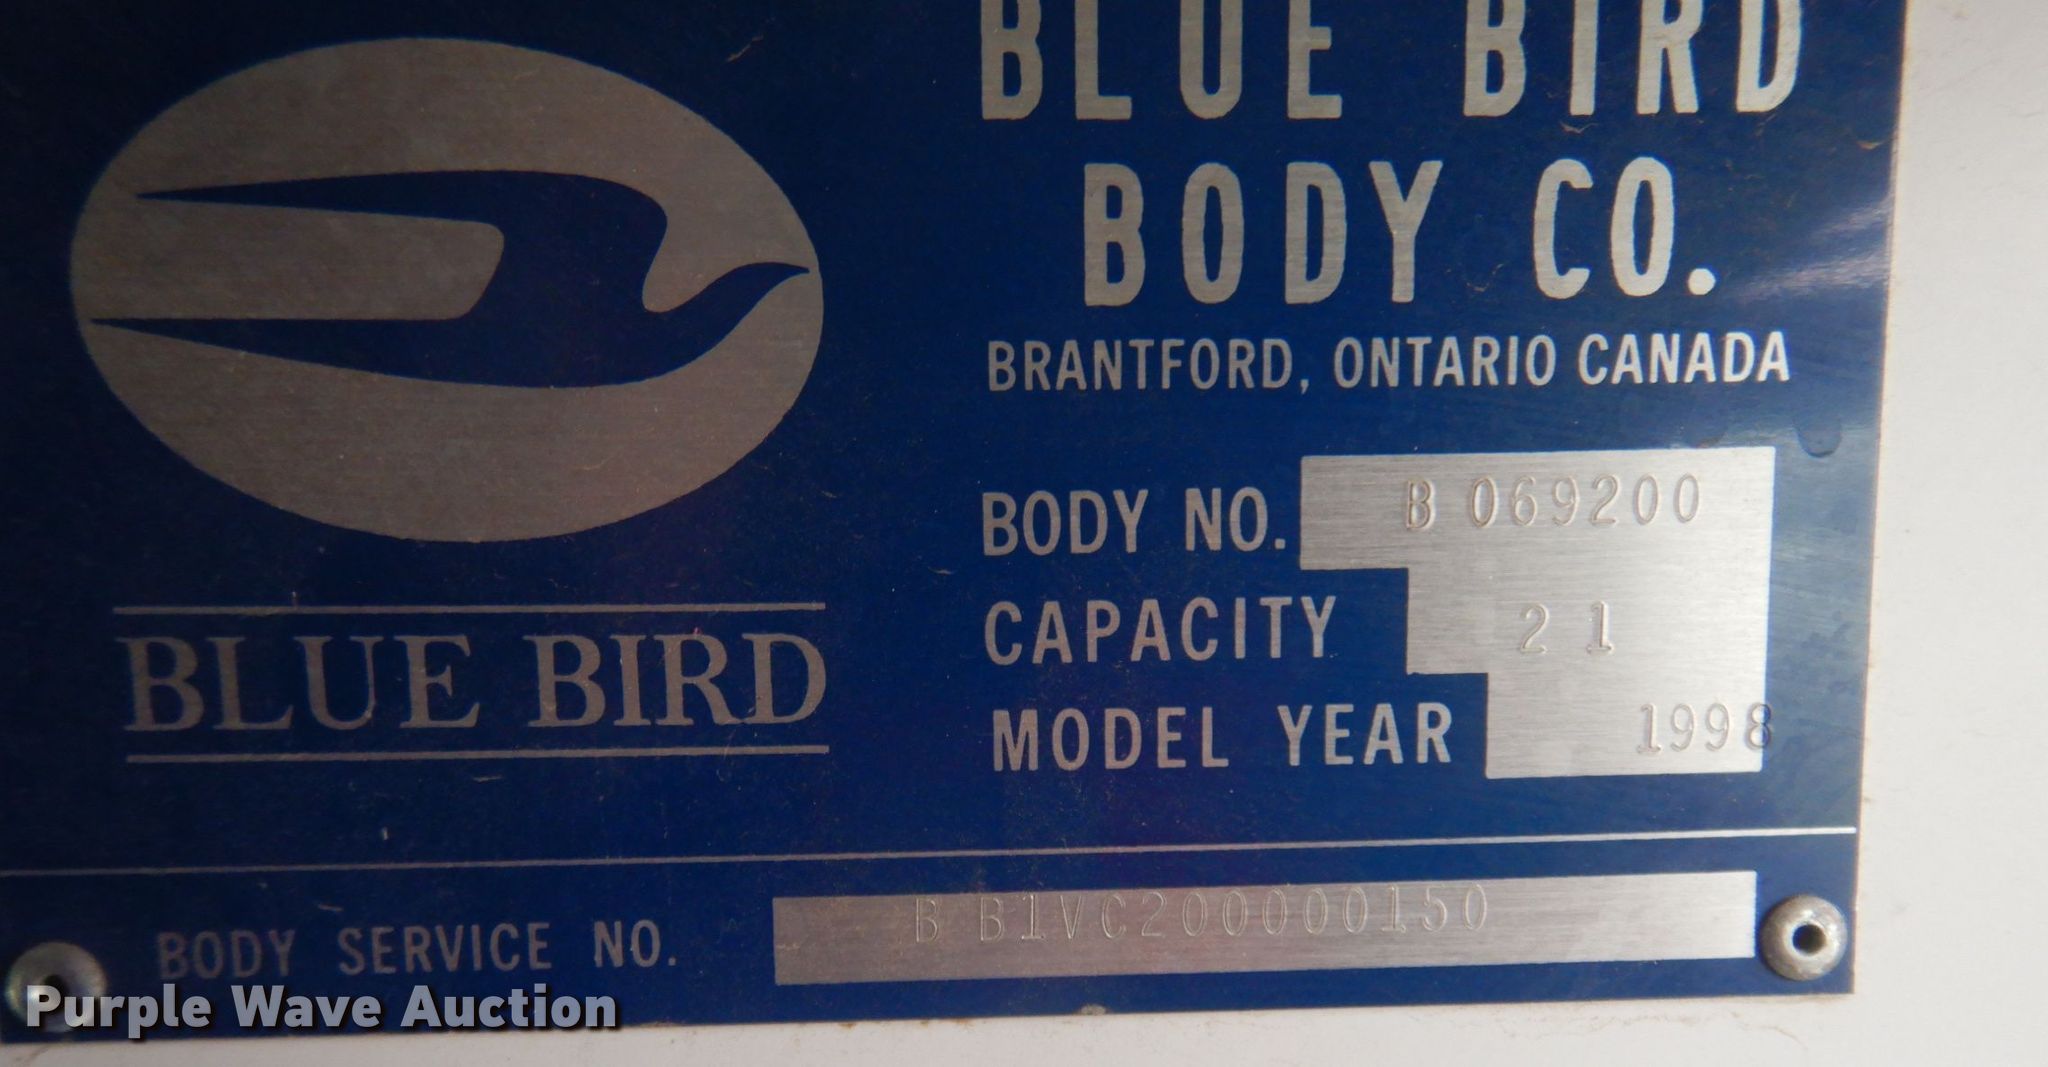 BLUE BIRD
BODY CO.
BRANTFORD, ONTARIO CANADA
BODY NO. B 069200
CAPACITY 21
MODEL YEAR 1998
BLUE BIRD
BODY SERVICE NO. B B1VC200000150
Purple Wave Auction